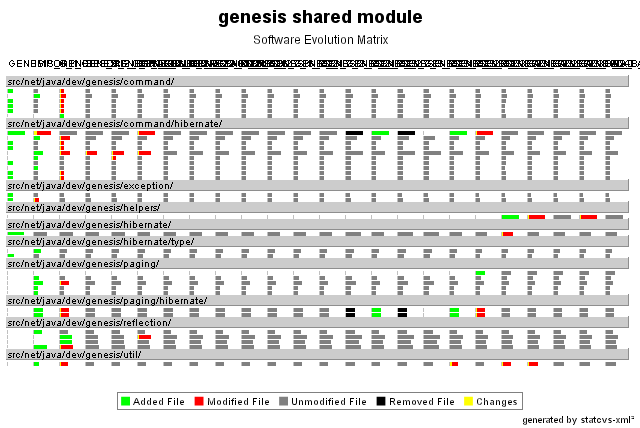 genesis shared module
Software Evolution Matrix
src/net/java/dev/genesis/command/
src/net/java/dev/genesis/command/hibernate/
src/net/java/dev/genesis/exception/
src/net/java/dev/genesis/helpers/
src/net/java/dev/genesis/hibernate/
src/net/java/dev/genesis/hibernate/type/
src/net/java/dev/genesis/paging/
src/net/java/dev/genesis/paging/hibernate/
src/net/java/dev/genesis/reflection/
src/net/java/dev/genesis/util/
Added File Modified File Unmodified File Removed File Changes
generated by statcvs-xml²